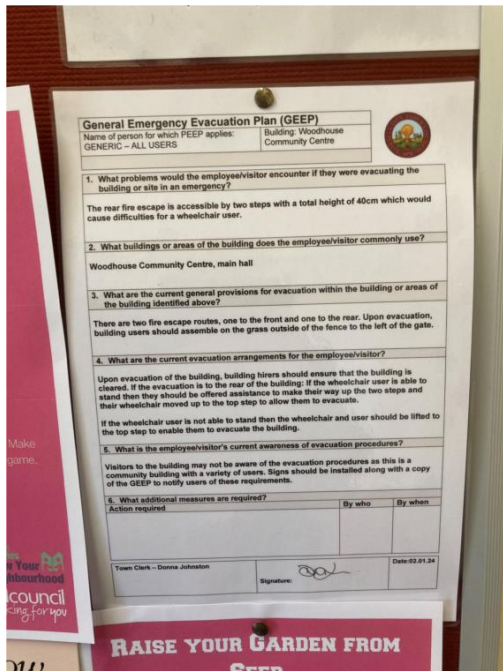 General Emergency Evacuation Plan (GEEP)
Name of person for which PEEP applies:
GENERIC – ALL USERS
Building: Woodhouse
Community Centre
1. What problems would the employee/visitor encounter if they were evacuating the
building or site in an emergency?
The rear fire escape is accessible by two steps with a total height of 40cm which would
cause difficulties for a wheelchair user.
2. What buildings or areas of the building does the employee/visitor commonly use?
Woodhouse Community Centre, main hall
3. What are the current general provisions for evacuation within the building or areas of
the building identified above?
There are two fire escape routes, one to the front and one to the rear. Upon evacuation,
building users should assemble on the grass outside of the fence to the left of the gate.
4. What are the current evacuation arrangements for the employee/visitor?
Upon evacuation of the building, building hirers should ensure that the building is
cleared. If the evacuation is to the rear of the building: If the wheelchair user is able to
stand then they should be offered assistance to make their way up the two steps and
their wheelchair moved up to the top step to allow them to evacuate.
If the wheelchair user is not able to stand then the wheelchair and user should be lifted to
the top step to enable them to evacuate the building.
5. What is the employee/visitor's current awareness of evacuation procedures?
Visitors to the building may not be aware of the evacuation procedures as this is a
community building with a variety of users. Signs should be installed along with a copy
of the GEEP to notify users of these requirements.
6. What additional measures are required?
Action required
By who
By when
Town Clerk – Donna Johnston
Signature:
Date:02.01.24
Make
game.
Your
council
king for you
RAISE YOUR GARDEN FROM